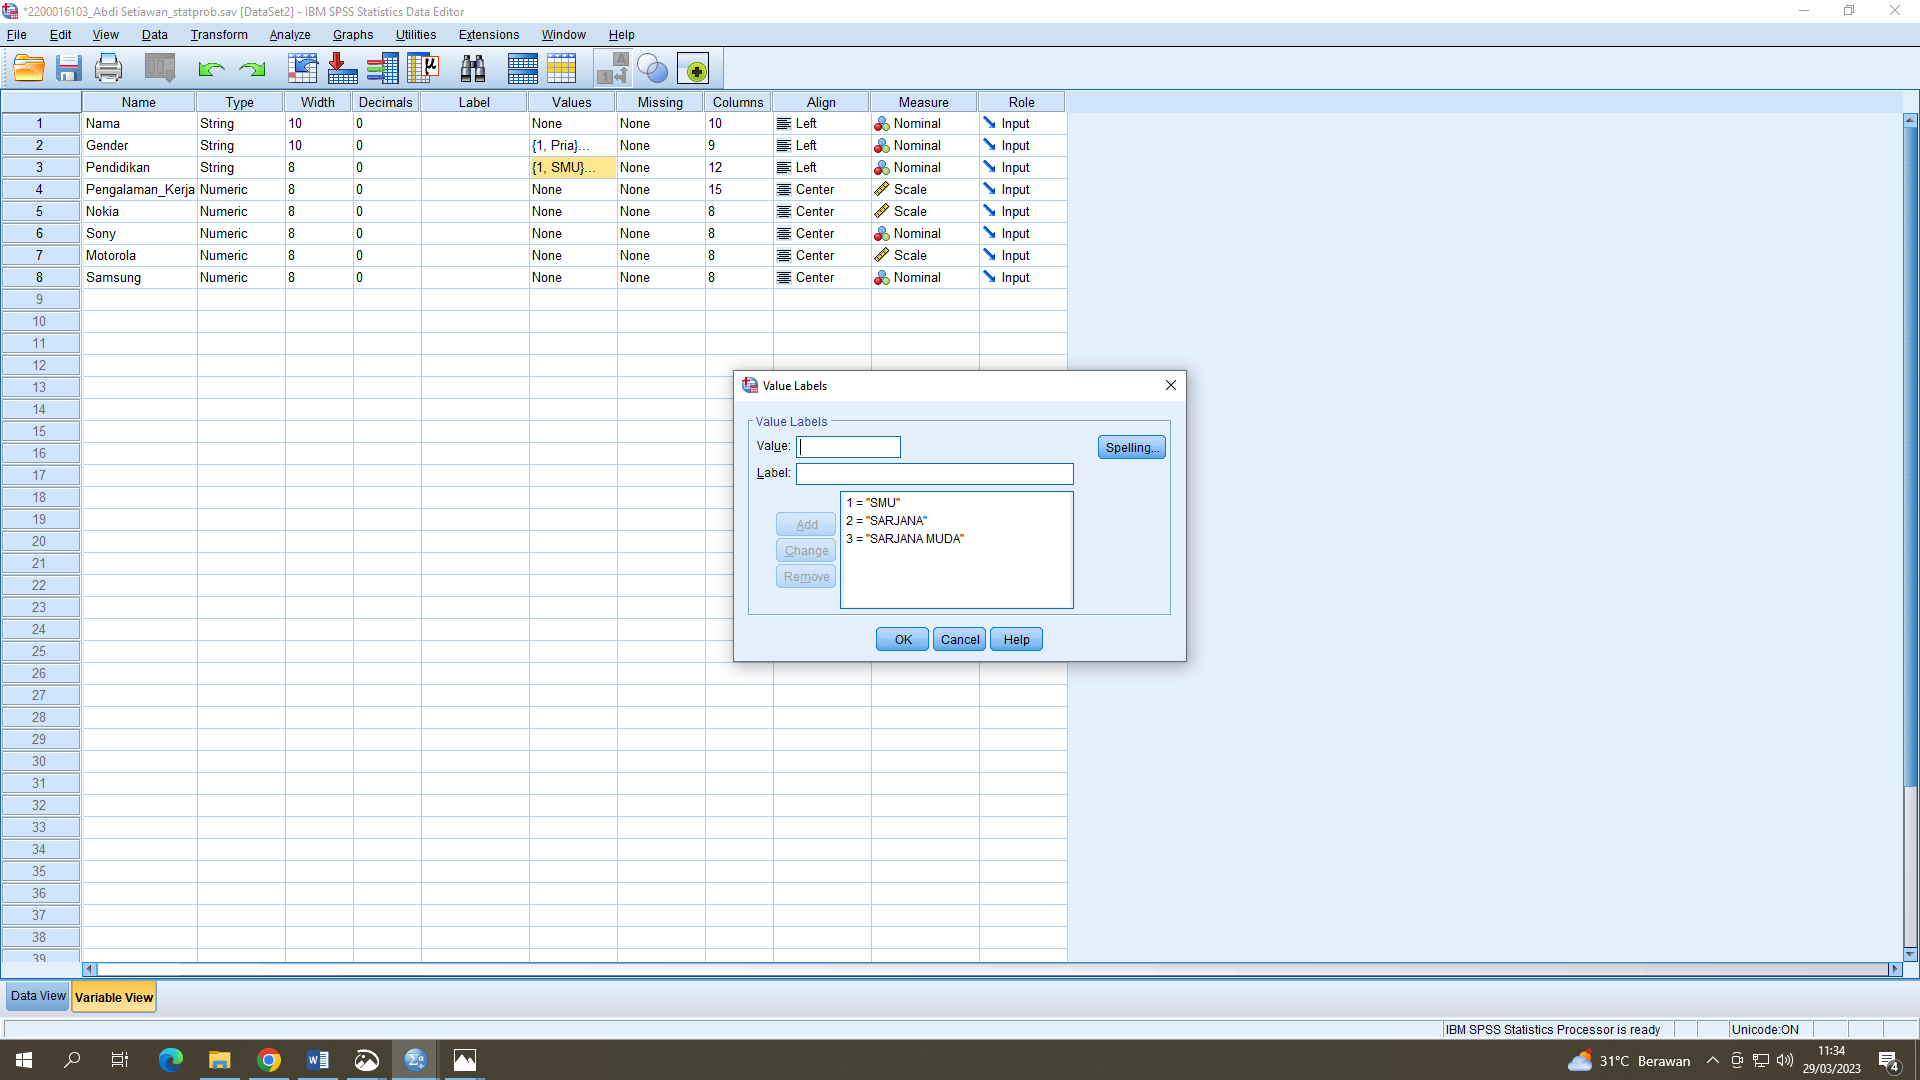 *2200016103_Abdi Setiawan_statprob.sav [DataSet2] - IBM SPSS Statistics Data Editor
File Edit View Data Transform Analyze Graphs Utilities Extensions Window Help
Name Type Width Decimals Label Values Missing Columns Align Measure Role
1 Nama String 10 0 None None 10 Left Nominal Input
2 Gender String 10 0 {1, Pria}... None 9 Left Nominal Input
3 Pendidikan String 8 0 {1, SMU}... None 12 Left Nominal Input
4 Pengalaman_Kerja Numeric 8 0 None None 15 Center Scale Input
5 Nokia Numeric 8 0 None None 8 Center Scale Input
6 Sony Numeric 8 0 None None 8 Center Nominal Input
7 Motorola Numeric 8 0 None None 8 Center Scale Input
8 Samsung Numeric 8 0 None None 8 Center Nominal Input
9
10
11
12
13
14
15
16
17
18
19
20
21
22
23
24
25
26
27
28
29
30
31
32
33
34
35
36
37
38
39
Value Labels
Value Labels
Value:
Spelling...
Label:
1 = "SMU"
2 = "SARJANA"
3 = "SARJANA MUDA"
Add
Change
Remove
OK Cancel Help
Data View Variable View
IBM SPSS Statistics Processor is ready Unicode:ON
31°C Berawan
11:34
29/03/2023
4